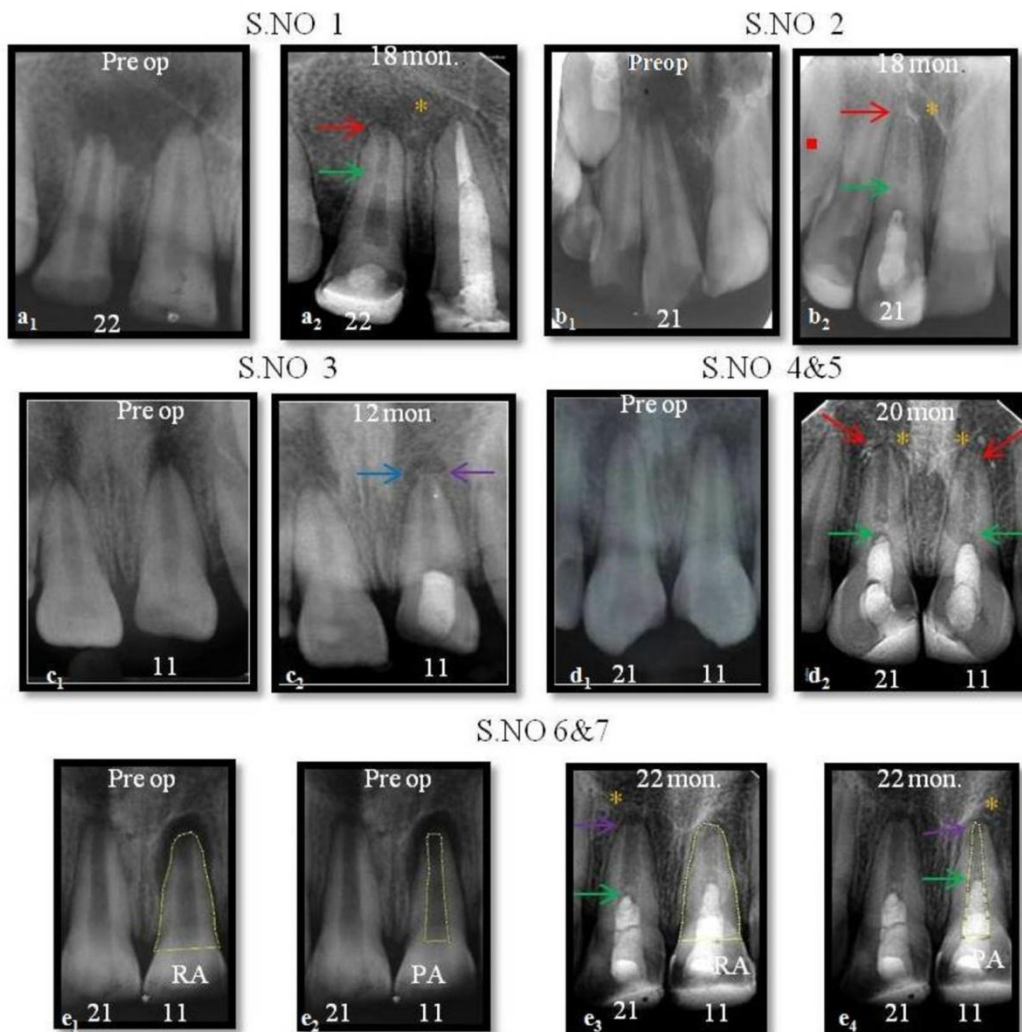 S.NO 1
S.NO 2
Pre op
18 mon.
Preop
18 mon.
*
*
a1
22
a2
22
b1
21
b2
21
S.NO 3
S.NO 4&5
Pre op
12 mon.
Pre op
20 mon.
*
*
c1
11
c2
11
d1
21
11
d2
21
11
S.NO 6&7
Pre op
Pre op
22 mon.
22 mon.
*
*
RA
PA
RA
PA
e1
21
11
e2
21
11
e3
21
11
e4
21
11